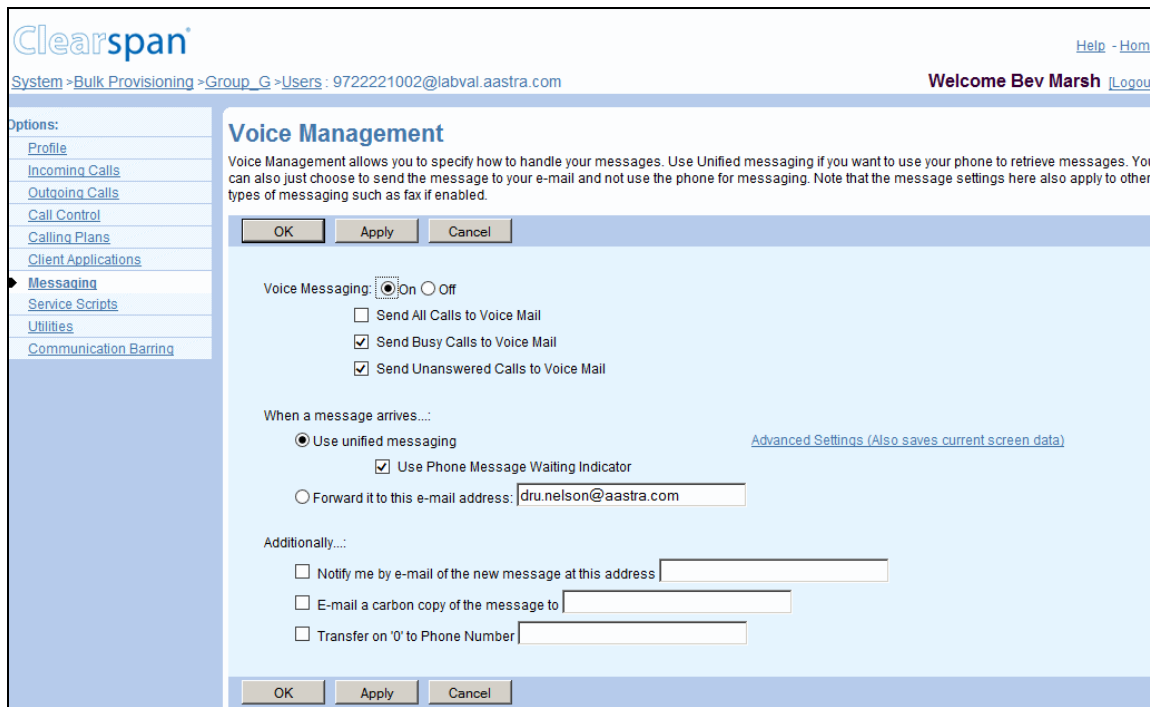 Clearspan
Help - Hom
System >Bulk Provisioning >Group_G >Users : 9722221002@labval.aastra.com
Welcome Bev Marsh [Logou
Options:
Profile
Incoming Calls
Outgoing Calls
Call Control
Calling Plans
Client Applications
Messaging
Service Scripts
Utilities
Communication Barring
Voice Management
Voice Management allows you to specify how to handle your messages. Use Unified messaging if you want to use your phone to retrieve messages. You
can also just choose to send the message to your e-mail and not use the phone for messaging. Note that the message settings here also apply to other
types of messaging such as fax if enabled.
OK Apply Cancel
Voice Messaging: On Off
Send All Calls to Voice Mail
Send Busy Calls to Voice Mail
Send Unanswered Calls to Voice Mail
When a message arrives...:
Use unified messaging
Advanced Settings (Also saves current screen data)
Use Phone Message Waiting Indicator
Forward it to this e-mail address: dru.nelson@aastra.com
Additionally...:
Notify me by e-mail of the new message at this address
E-mail a carbon copy of the message to
Transfer on '0' to Phone Number
OK Apply Cancel